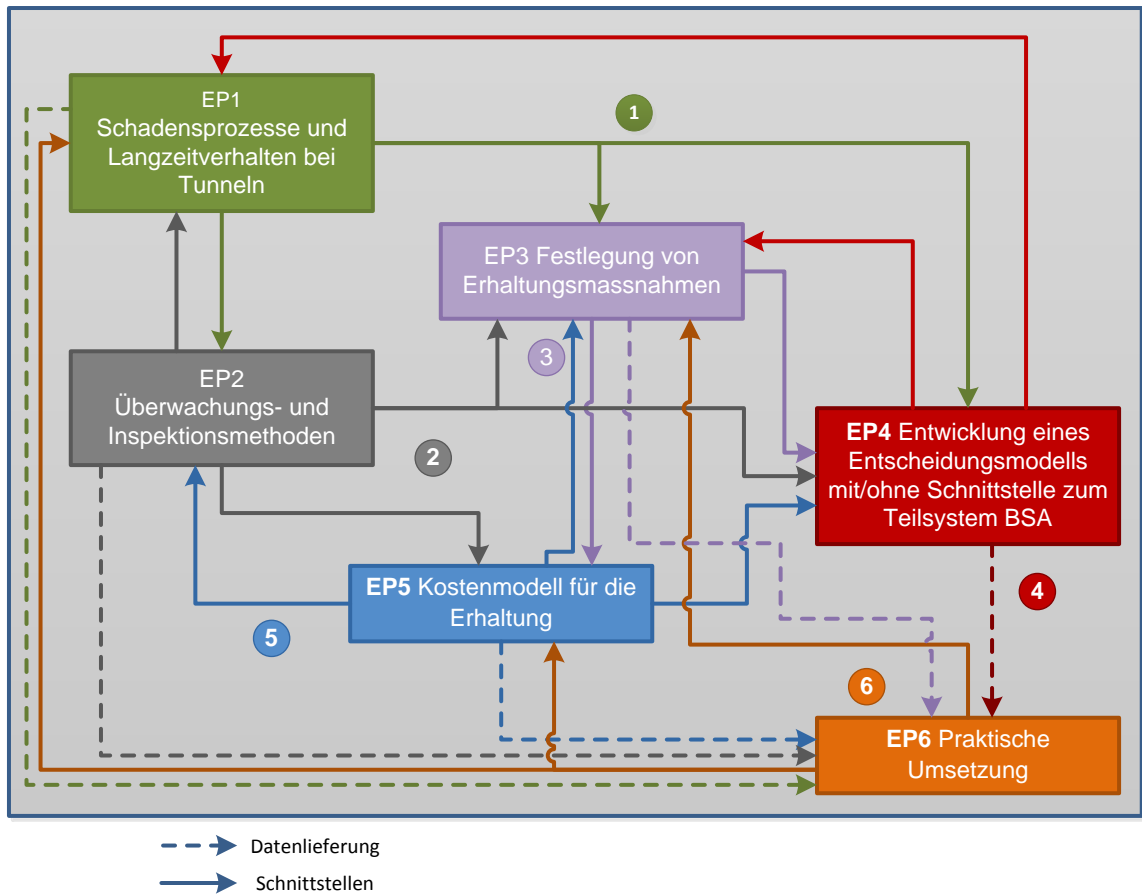 EP1
Schadensprozesse und
Langzeitverhalten bei
Tunneln
1
EP3 Festlegung von
Erhaltungsmassnahmen
3
EP2
Überwachungs- und
Inspektionsmethoden
2
EP4 Entwicklung eines
Entscheidungsmodells
mit/ohne Schnittstelle zum
Teilsystem BSA
4
EP5 Kostenmodell für die
Erhaltung
5
6
EP6 Praktische
Umsetzung
Datenlieferung
Schnittstellen